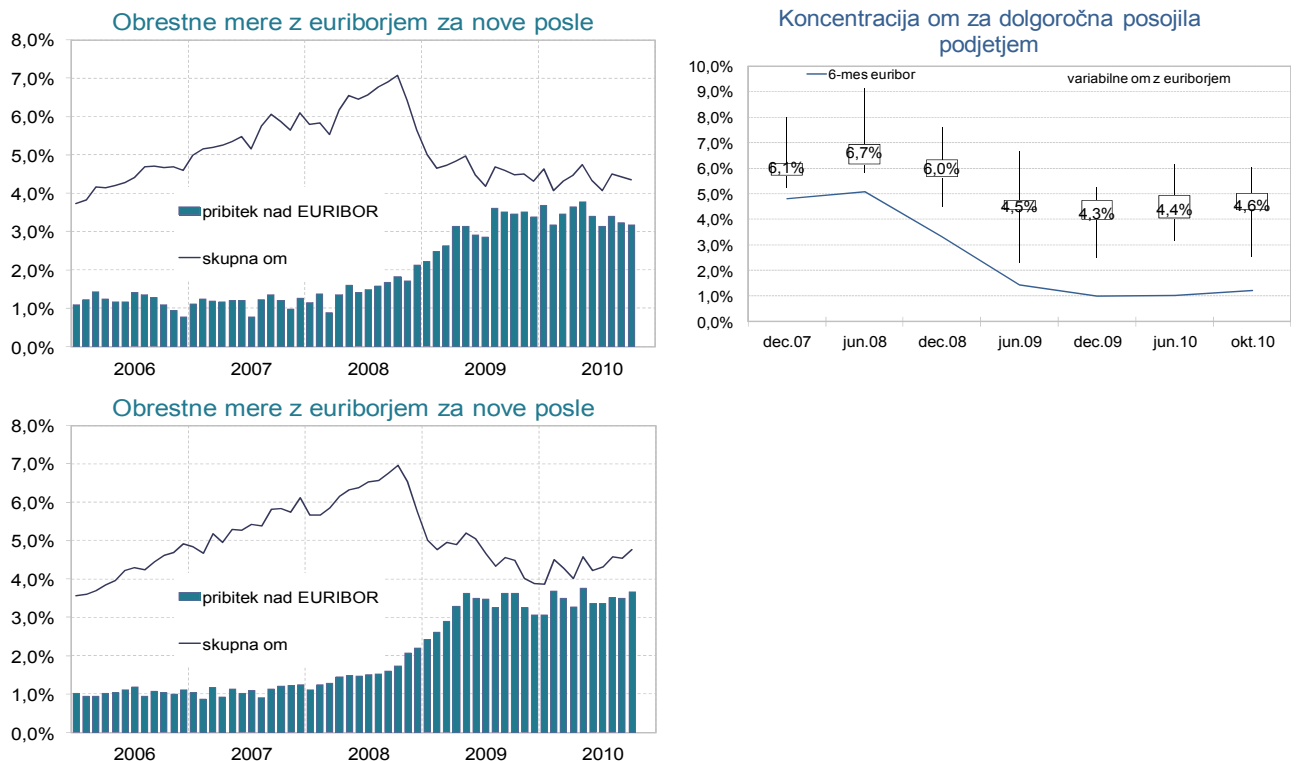 Obrestne mere z euriborjem za nove posle
8,0%
7,0%
6,0%
5,0%
4,0%
3,0%
2,0%
1,0%
0,0%
pribitek nad EURIBOR
skupna om
2006 2007 2008 2009 2010
Koncentracija om za dolgoročna posojila
podjetjem
10,0%
9,0%
8,0%
7,0%
6,0%
5,0%
4,0%
3,0%
2,0%
1,0%
0,0%
6-mes euribor
variabilne om z euriborjem
6,1% 6,7% 6,0% 4,5% 4,3% 4,4% 4,6%
dec.07 jun.08 dec.08 jun.09 dec.09 jun.10 okt.10
Obrestne mere z euriborjem za nove posle
8,0%
7,0%
6,0%
5,0%
4,0%
3,0%
2,0%
1,0%
0,0%
pribitek nad EURIBOR
skupna om
2006 2007 2008 2009 2010